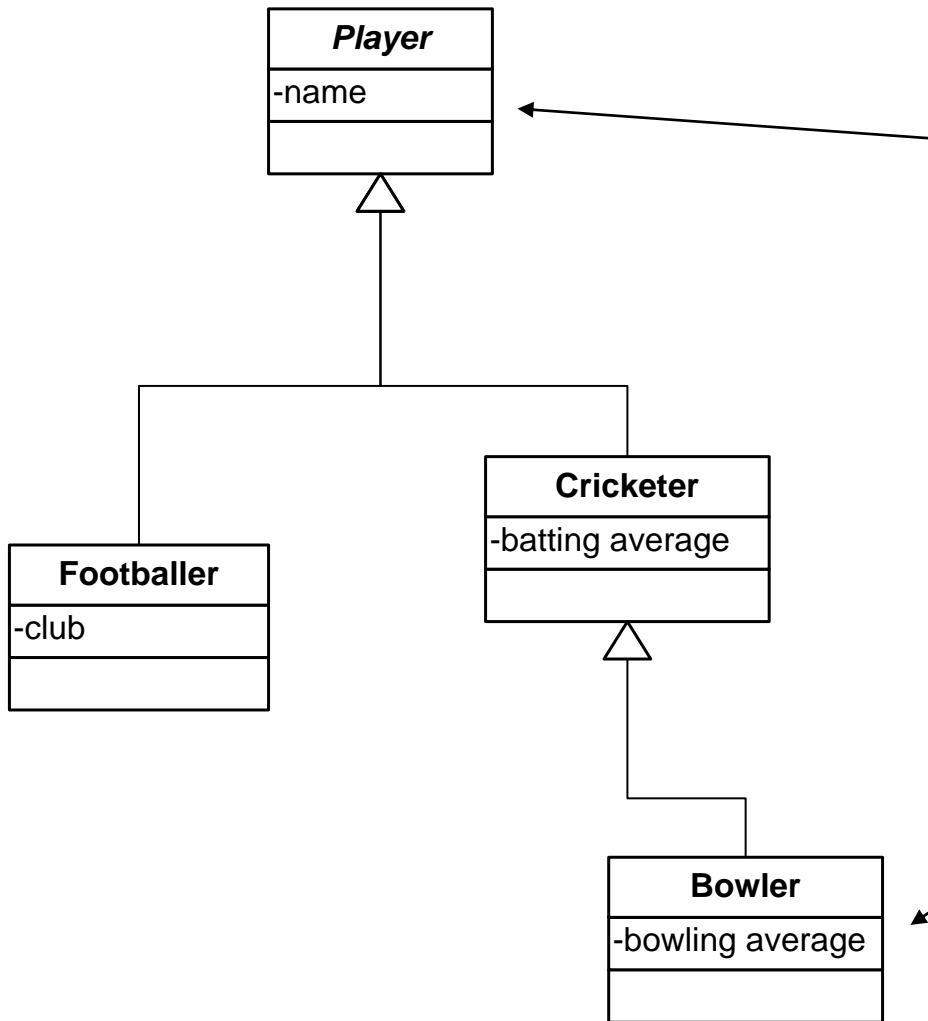 Player
-name
Cricketer
-batting average
Footballer
-club
Bowler
-bowling average